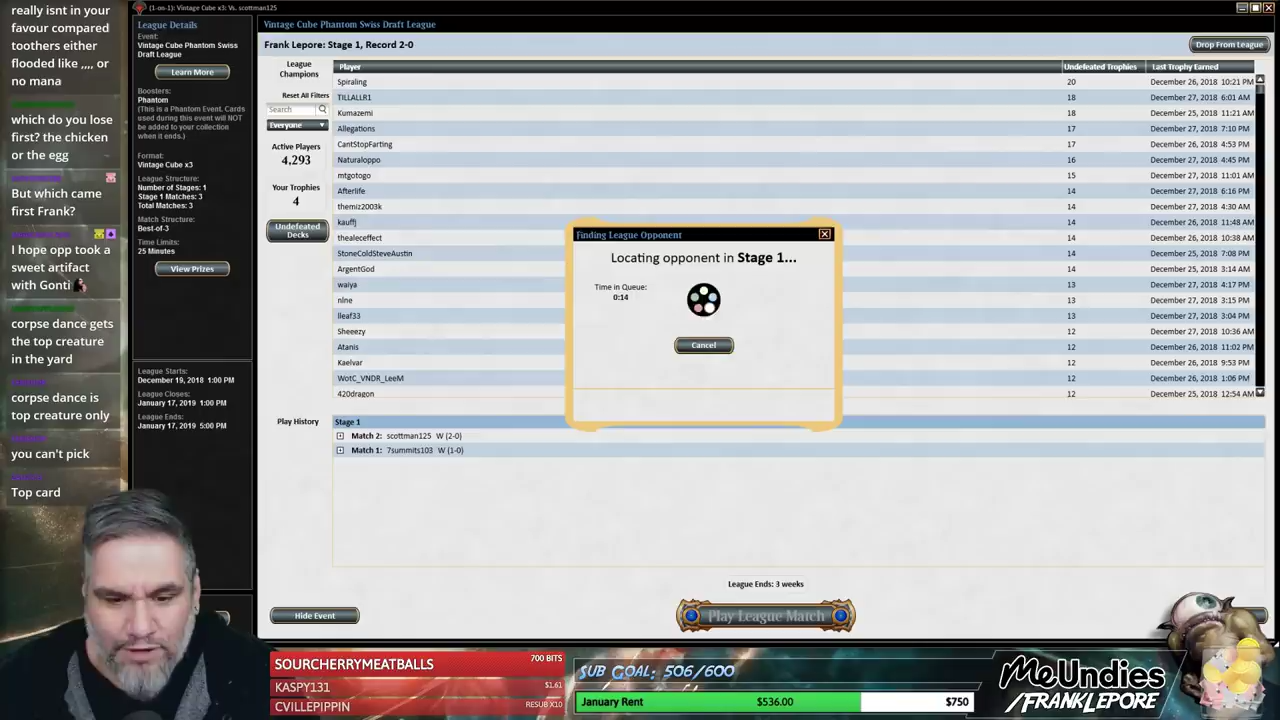 (1-on-1): Vintage Cube x3: Vs. scottman125
really isnt in your
favour compared
toothers either
flooded like ,,,, or
no mana
which do you lose
first? the chicken
or the egg
But which came
first Frank?
I hope opp took a
sweet artifact
with Gonti
corpse dance gets
the top creature
in the yard
corpse dance is
top creature only
you can't pick
Top card
League Details
Event:
Vintage Cube Phantom Swiss
Draft League
Learn More
Boosters:
Phantom
(This is a Phantom Event. Cards
used during this event will NOT
be added to your collection
when it ends.)
Format:
Vintage Cube x3
League Structure:
Number of Stages: 1
Stage 1 Matches: 3
Total Matches: 3
Match Structure:
Best-of-3
Time Limits:
25 Minutes
View Prizes
League Starts:
December 19, 2018 1:00 PM
League Closes:
January 17, 2019 1:00 PM
League Ends:
January 17, 2019 5:00 PM
Vintage Cube Phantom Swiss Draft League
Frank Lepore: Stage 1, Record 2-0
Drop From League
League
Champions
Reset All Filters
Search
Everyone
Active Players
4,293
Your Trophies
4
Undefeated
Decks
Player Undefeated Trophies Last Trophy Earned
Spiraling 20 December 26, 2018 10:21 PM
TILLALLR1 18 December 27, 2018 6:01 AM
Kumazemi 18 December 25, 2018 11:21 AM
Allegations 17 December 27, 2018 7:10 PM
CantStopFarting 17 December 26, 2018 4:53 PM
Naturaloppo 16 December 27, 2018 4:45 PM
mtgotogo 15 December 27, 2018 11:01 AM
Afterlife 14 December 27, 2018 6:16 PM
themiz2003k 14 December 27, 2018 4:30 AM
kauffj 14 December 26, 2018 11:48 AM
thealeceffect 14 December 26, 2018 10:38 AM
StoneColdSteveAustin 14 December 25, 2018 7:08 PM
ArgentGod 14 December 25, 2018 3:14 AM
waiya 13 December 27, 2018 4:17 PM
nlne 13 December 27, 2018 3:15 PM
lleaf33 13 December 27, 2018 3:04 PM
Sheeezy 12 December 27, 2018 10:36 AM
Atanis 12 December 26, 2018 11:02 PM
Kaelvar 12 December 26, 2018 9:53 PM
WotC_VNDR_LeeM 12 December 26, 2018 1:06 PM
420dragon 12 December 25, 2018 12:54 AM
Finding League Opponent
Locating opponent in Stage 1...
Time in Queue:
0:14
Cancel
Play History
Stage 1
Match 2: scottman125 W (2-0)
Match 1: 7summits103 W (1-0)
League Ends: 3 weeks
Hide Event
Play League Match
SOURCHERRYMEATBALLS 700 BITS
KASPY131 $1.61
CVILLEPIPPIN RESUB X10
SUB GOAL: 506/600
January Rent $536.00 $750
MeUndies
/FRANKLEPORE